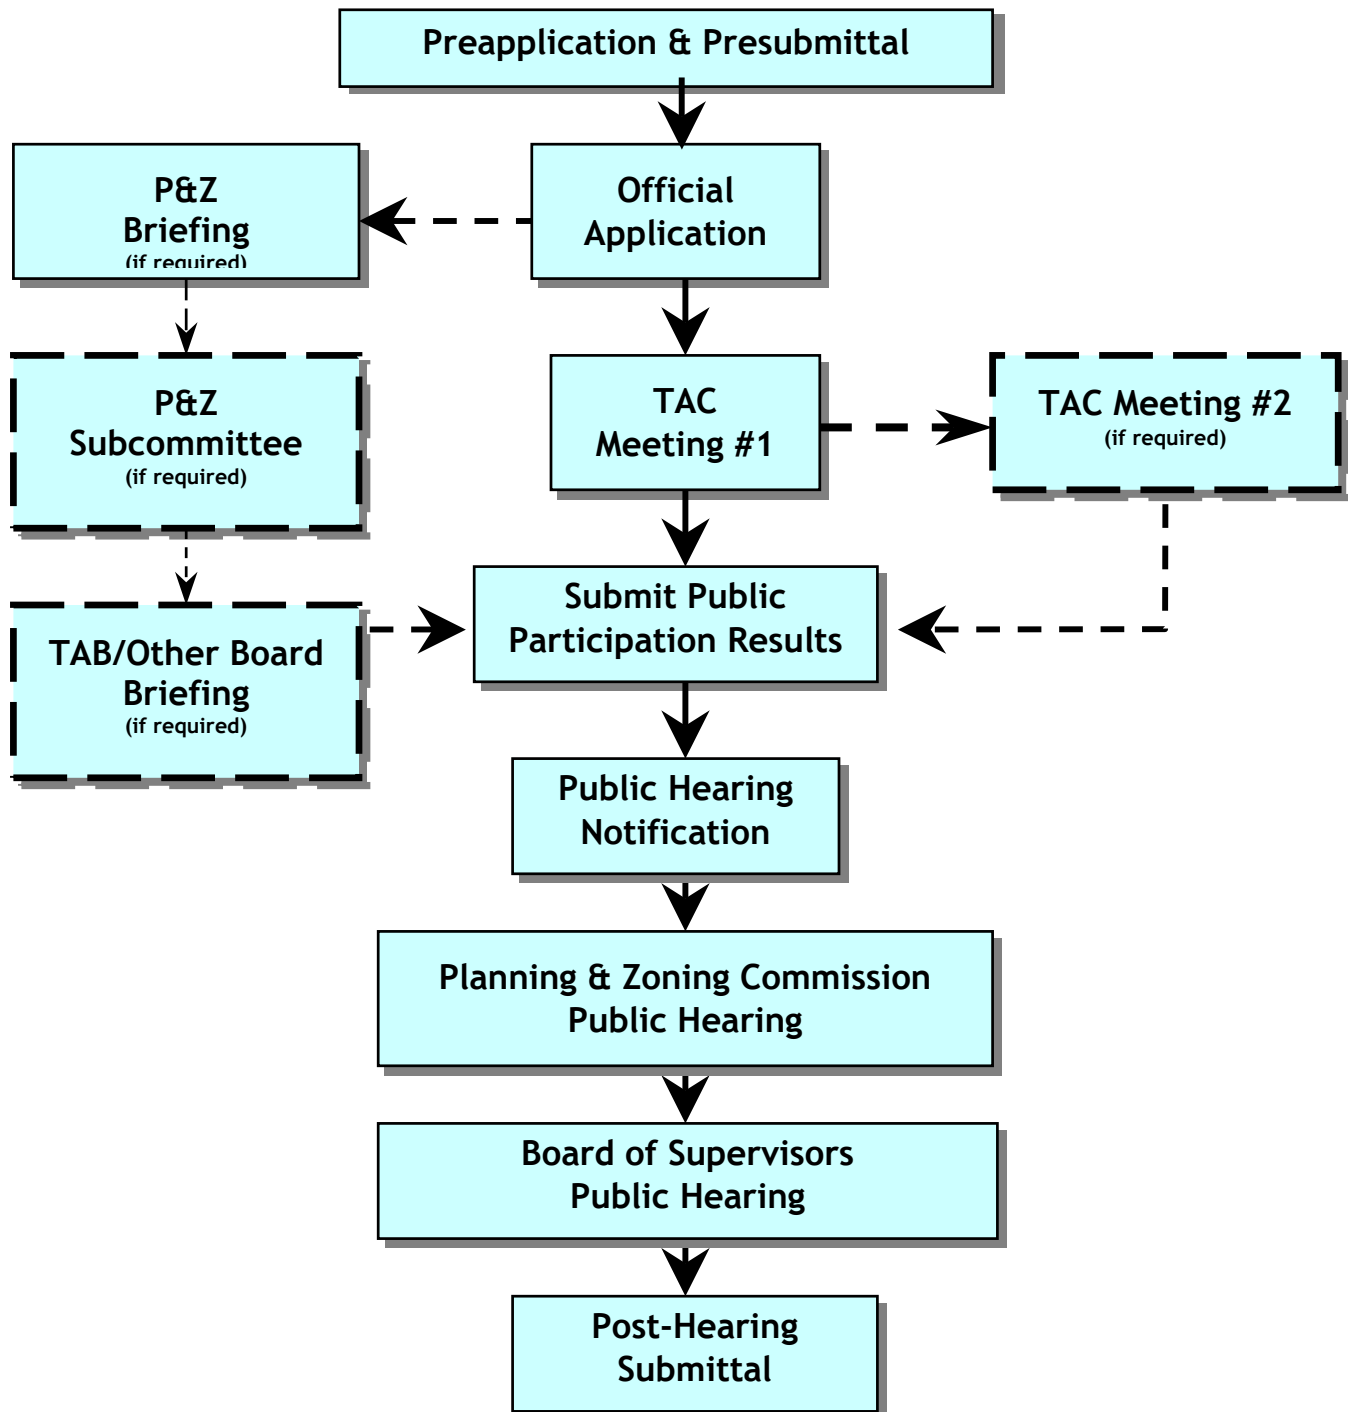 Preapplication & Presubmittal
P&Z
Briefing
(if required)
Official
Application
P&Z
Subcommittee
(if required)
TAC
Meeting #1
TAC Meeting #2
(if required)
TAB/Other Board
Briefing
(if required)
Submit Public
Participation Results
Public Hearing
Notification
Planning & Zoning Commission
Public Hearing
Board of Supervisors
Public Hearing
Post-Hearing
Submittal